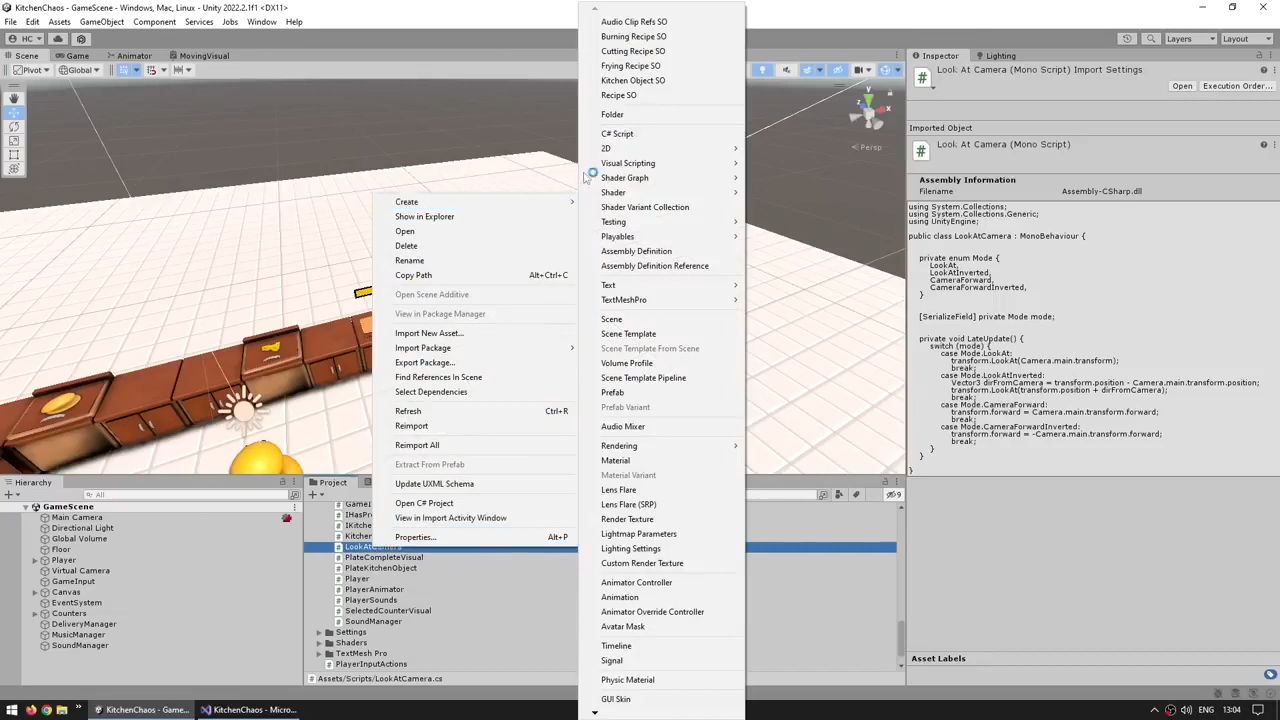 KitchenChaos - GameScene - Windows, Mac, Linux - Unity 2022.2.1f1 <DX11>
File Edit Assets GameObject Component Services Jobs Window Help
HC
Layers Layout
Scene Game Animator MovingVisual
Pivot Global
y
x
Persp
Create
Show in Explorer
Open
Delete
Rename
Copy Path Alt+Ctrl+C
Open Scene Additive
View in Package Manager
Import New Asset...
Import Package
Export Package...
Find References In Scene
Select Dependencies
Refresh Ctrl+R
Reimport
Reimport All
Extract From Prefab
Update UXML Schema
Open C# Project
View in Import Activity Window
Properties... Alt+P
Audio Clip Refs SO
Burning Recipe SO
Cutting Recipe SO
Frying Recipe SO
Kitchen Object SO
Recipe SO
Folder
C# Script
2D
Visual Scripting
Shader Graph
Shader
Shader Variant Collection
Testing
Playables
Assembly Definition
Assembly Definition Reference
Text
TextMeshPro
Scene
Scene Template
Scene Template From Scene
Volume Profile
Scene Template Pipeline
Prefab
Prefab Variant
Audio Mixer
Rendering
Material
Material Variant
Lens Flare
Lens Flare (SRP)
Render Texture
Lightmap Parameters
Lighting Settings
Custom Render Texture
Animator Controller
Animation
Animator Override Controller
Avatar Mask
Timeline
Signal
Physic Material
GUI Skin
Inspector Lighting
Look At Camera (Mono Script) Import Settings
Open Execution Order...
Imported Object
Look At Camera (Mono Script)
Assembly Information
Filename Assembly-CSharp.dll
using System.Collections;
using System.Collections.Generic;
using UnityEngine;
public class LookAtCamera : MonoBehaviour {
private enum Mode {
LookAt,
LookAtInverted,
CameraForward,
CameraForwardInverted,
}
[SerializeField] private Mode mode;
private void LateUpdate() {
switch (mode) {
case Mode.LookAt:
transform.LookAt(Camera.main.transform);
break;
case Mode.LookAtInverted:
Vector3 dirFromCamera = transform.position - Camera.main.transform.position;
transform.LookAt(transform.position + dirFromCamera);
break;
case Mode.CameraForward:
transform.forward = Camera.main.transform.forward;
break;
case Mode.CameraForwardInverted:
transform.forward = -Camera.main.transform.forward;
break;
}
}
}
Asset Labels
Hierarchy
All
GameScene
Main Camera
Directional Light
Global Volume
Floor
Player
Virtual Camera
GameInput
Canvas
EventSystem
Counters
DeliveryManager
MusicManager
SoundManager
Project
9
IHasPr
IKitche
Kitchen
LookAtCamera
PlateCompleteVisual
PlateKitchenObject
Player
PlayerAnimator
PlayerSounds
SelectedCounterVisual
SoundManager
Settings
Shaders
TextMesh Pro
PlayerInputActions
Assets/Scripts/LookAtCamera.cs
KitchenChaos - Game...
KitchenChaos - Micro...
ENG 13:04